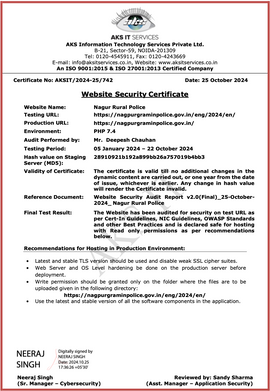 aks
AKS IT SERVICES
AKS Information Technology Services Private Ltd.
B-21, Sector-59, NOIDA-201309
Tel: 0120-4545911, Fax: 0120-4243669
E-mail: info@aksitservices.co.in, Website: www.aksitservices.co.in
An ISO 9001:2015 & ISO 27001:2013 Certified Company
Certificate No: AKSIT/2024-25/742 Date: 25 October 2024
Website Security Certificate
Website Name: Nagur Rural Police
Testing URL: https://nagpurgraminpolice.gov.in/eng/2024/en/
Production URL: https://nagpurgraminpolice.gov.in/
Environment: PHP 7.4
Audit Performed by: Mr. Deepesh Chauhan
Testing Period: 05 January 2024 – 22 October 2024
Hash value on Staging Server (MD5): 28910921b192a899bb26a757019b4bb3
Validity of Certificate: The certificate is valid till no additional changes in the
dynamic content are carried out, or one year from the date
of issue, whichever is earlier. Any change in hash value
will render the Certificate invalid.
Reference Document: Website Security Audit Report v2.0(Final)_25-October-
2024_ Nagur Rural Police
Final Test Result: The Website has been audited for security on test URL as
per Cert-In Guidelines, NIC Guidelines, OWASP Standards
and other Best Practices and is declared safe for hosting
with Read only permissions as per recommendations
below.
Recommendations for Hosting in Production Environment:
• Latest and stable TLS version should be used and disable weak SSL cipher suites.
• Web Server and OS Level hardening be done on the production server before
deployment.
• Write permission should be granted only on the folder where the files are to be
uploaded given in the following directory:
https://nagpurgraminpolice.gov.in/eng/2024/en/
• Use the latest and stable version of all the software components in the application.
NEERAJ
SINGH
Digitally signed by
NEERAJ SINGH
Date: 2024.10.25
17:36:26 +05'30'
Neeraj Singh Reviewed by: Sandy Sharma
(Sr. Manager – Cybersecurity) (Asst. Manager – Application Security)